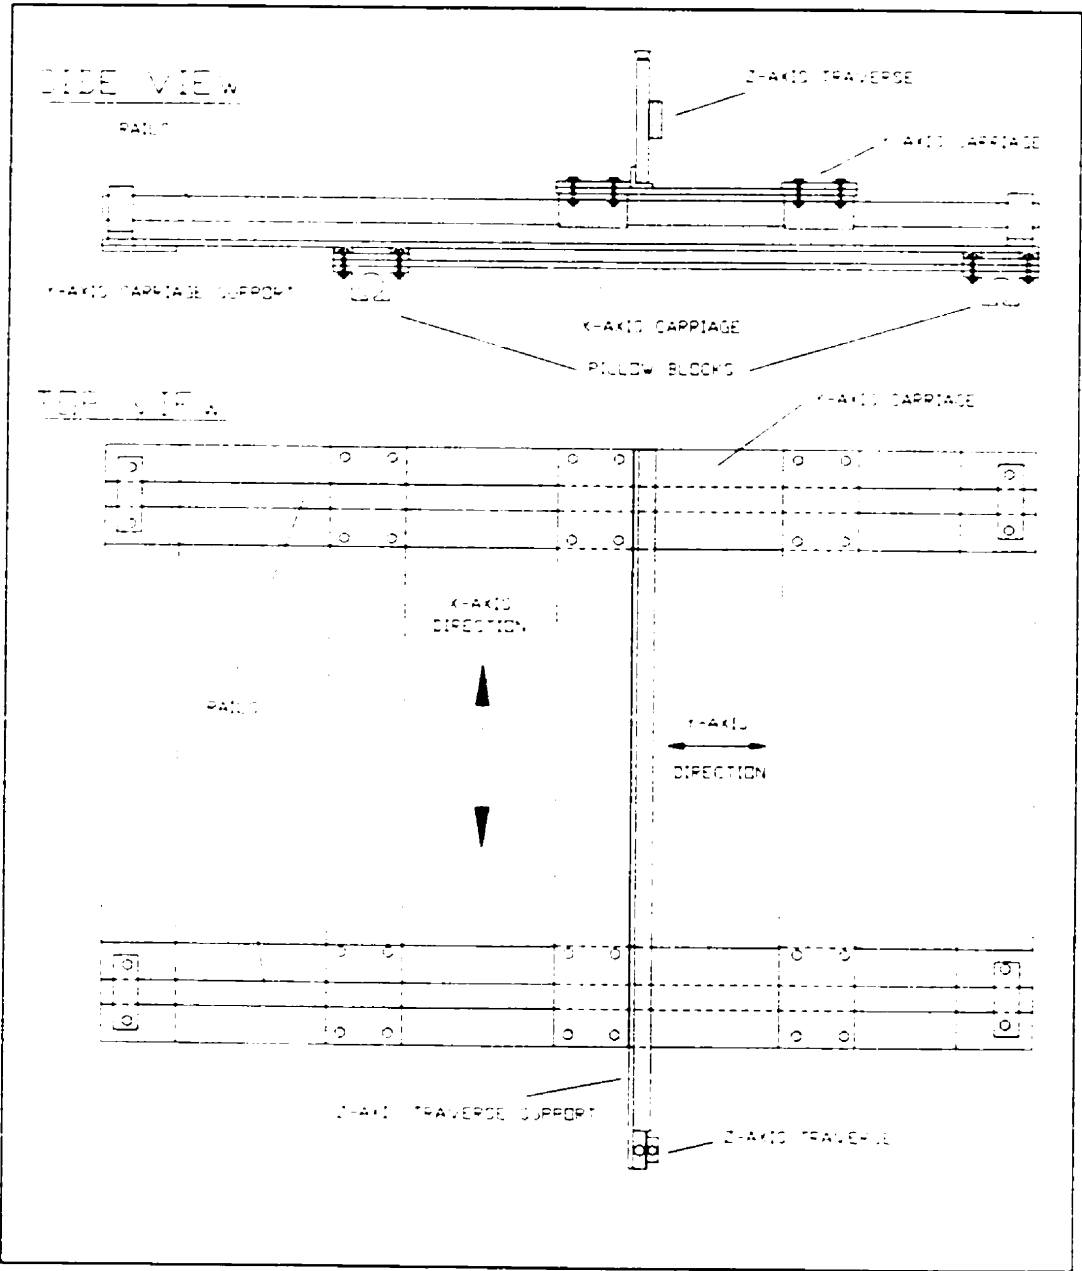 SIDE VIEW
Z-AXIS TRAVERSE
RAILS
Y-AXIS CARRIAGE
Y-AXIS CARRIAGE SUPPORT
X-AXIS CARRIAGE
PILLOW BLOCKS
TOP VIEW
Y-AXIS CARRIAGE
X-AXIS
DIRECTION
RAILS
Y-AXIS
DIRECTION
Z-AXIS TRAVERSE SUPPORT
Z-AXIS TRAVERSE